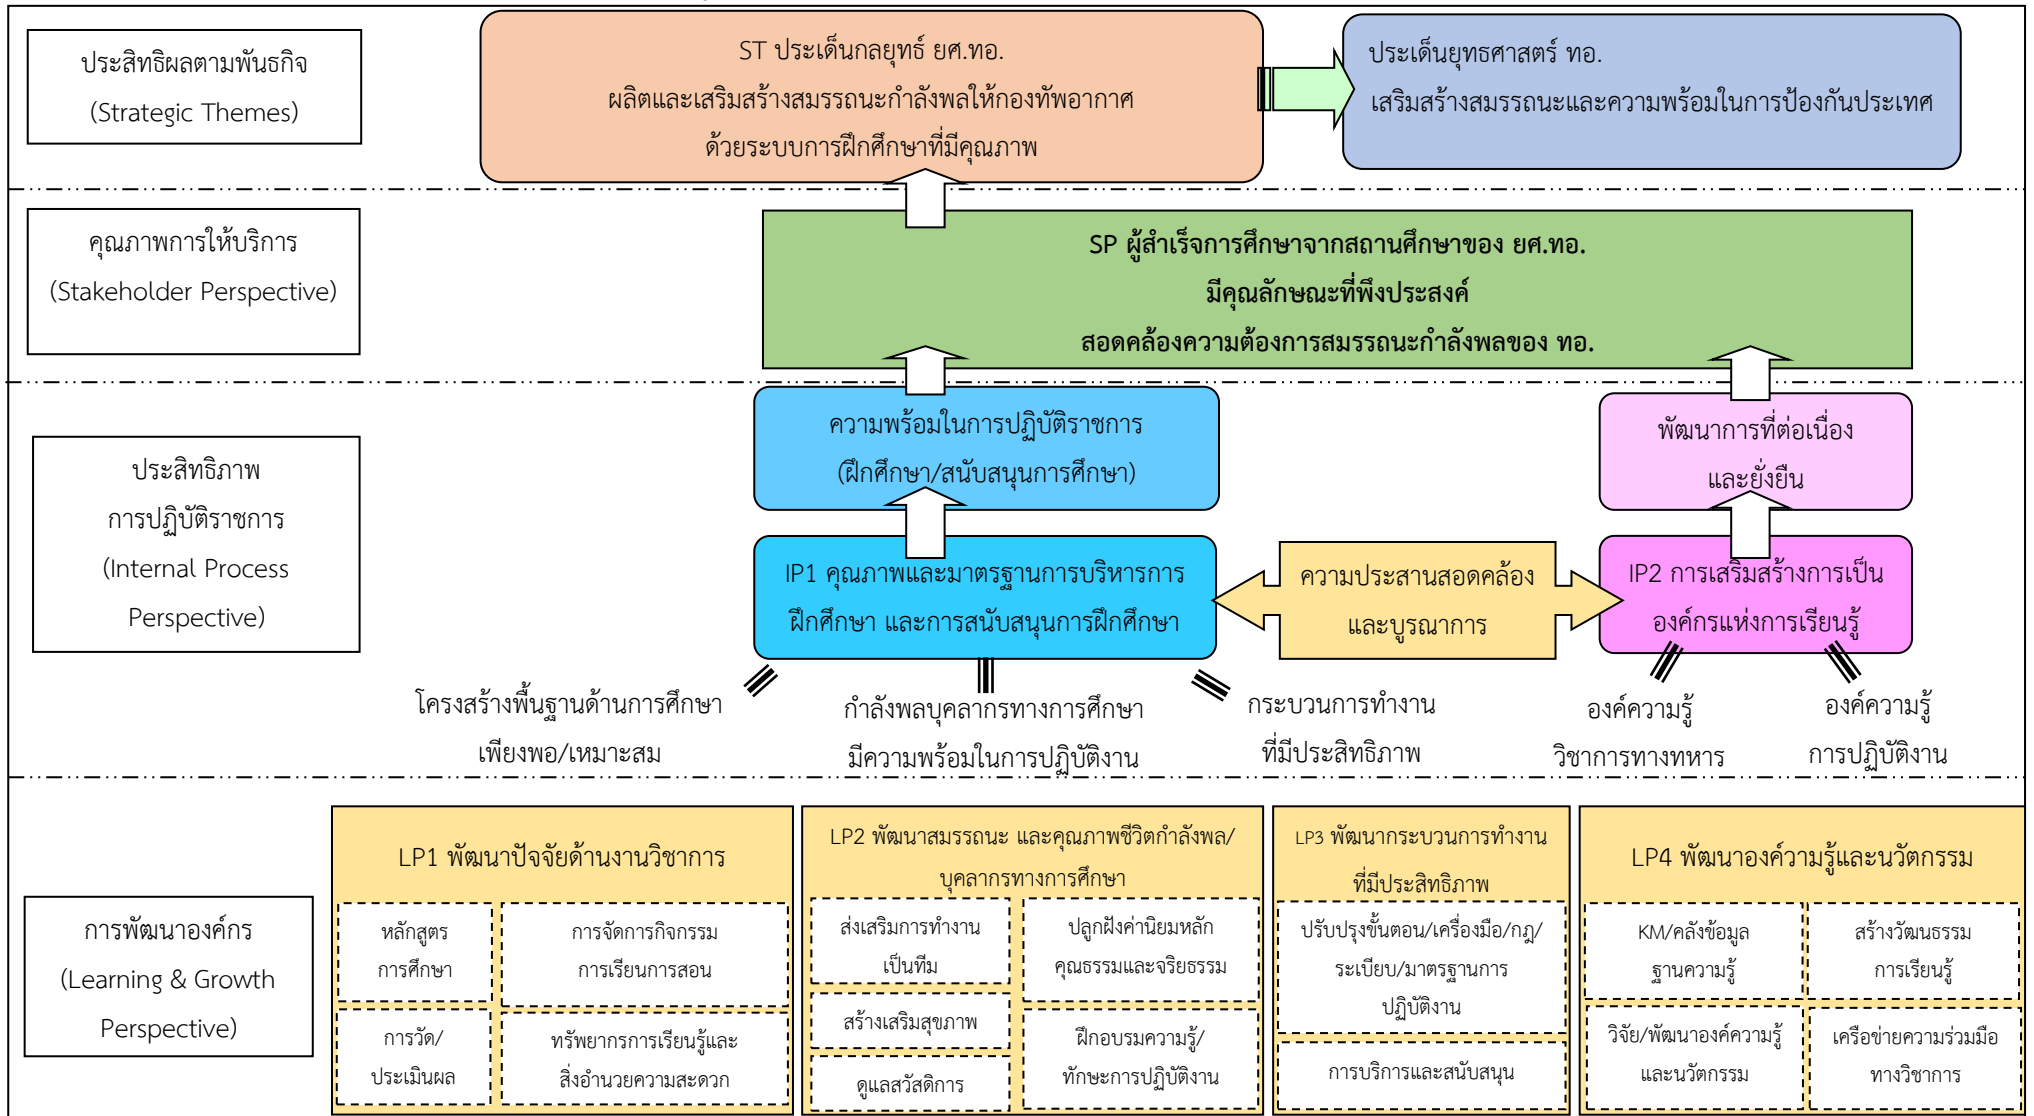 ประสิทธิผลตามพันธกิจ
(Strategic Themes)
ST ประเด็นกลยุทธ์ ยศ.ทอ.
ผลิตและเสริมสร้างสมรรถนะกำลังพลให้กองทัพอากาศ
ด้วยระบบการฝึกศึกษาที่มีคุณภาพ
ประเด็นยุทธศาสตร์ ทอ.
เสริมสร้างสมรรถนะและความพร้อมในการป้องกันประเทศ
คุณภาพการให้บริการ
(Stakeholder Perspective)
SP ผู้สำเร็จการศึกษาจากสถานศึกษาของ ยศ.ทอ.
มีคุณลักษณะที่พึงประสงค์
สอดคล้องความต้องการสมรรถนะกำลังพลของ ทอ.
ประสิทธิภาพ
การปฏิบัติราชการ
(Internal Process
Perspective)
ความพร้อมในการปฏิบัติราชการ
(ฝึกศึกษา/สนับสนุนการศึกษา)
พัฒนาการที่ต่อเนื่อง
และยั่งยืน
IP1 คุณภาพและมาตรฐานการบริหารการ
ฝึกศึกษา และการสนับสนุนการฝึกศึกษา
ความประสานสอดคล้อง
และบูรณาการ
IP2 การเสริมสร้างการเป็น
องค์กรแห่งการเรียนรู้
โครงสร้างพื้นฐานด้านการศึกษา
เพียงพอ/เหมาะสม
กำลังพลบุคลากรทางการศึกษา
มีความพร้อมในการปฏิบัติงาน
กระบวนการทำงาน
ที่มีประสิทธิภาพ
องค์ความรู้
วิชาการทางทหาร
องค์ความรู้
การปฏิบัติงาน
การพัฒนาองค์กร
(Learning & Growth
Perspective)
LP1 พัฒนาปัจจัยด้านงานวิชาการ
หลักสูตร
การศึกษา
การจัดการกิจกรรม
การเรียนการสอน
การวัด/
ประเมินผล
ทรัพยากรการเรียนรู้และ
สิ่งอำนวยความสะดวก
LP2 พัฒนาสมรรถนะ และคุณภาพชีวิตกำลังพล/
บุคลากรทางการศึกษา
ส่งเสริมการทำงาน
เป็นทีม
ปลูกฝังค่านิยมหลัก
คุณธรรมและจริยธรรม
สร้างเสริมสุขภาพ
ดูแลสวัสดิการ
ฝึกอบรมความรู้/
ทักษะการปฏิบัติงาน
LP3 พัฒนากระบวนการทำงาน
ที่มีประสิทธิภาพ
ปรับปรุงขั้นตอน/เครื่องมือ/กฎ/
ระเบียบ/มาตรฐานการ
ปฏิบัติงาน
การบริการและสนับสนุน
LP4 พัฒนาองค์วามรู้และนวัตกรรม
KM/คลังข้อมูล
ฐานความรู้
สร้างวัฒนธรรม
การเรียนรู้
วิจัย/พัฒนาองค์ความรู้
และนวัตกรรม
เครือข่ายความร่วมมือ
ทางวิชาการ